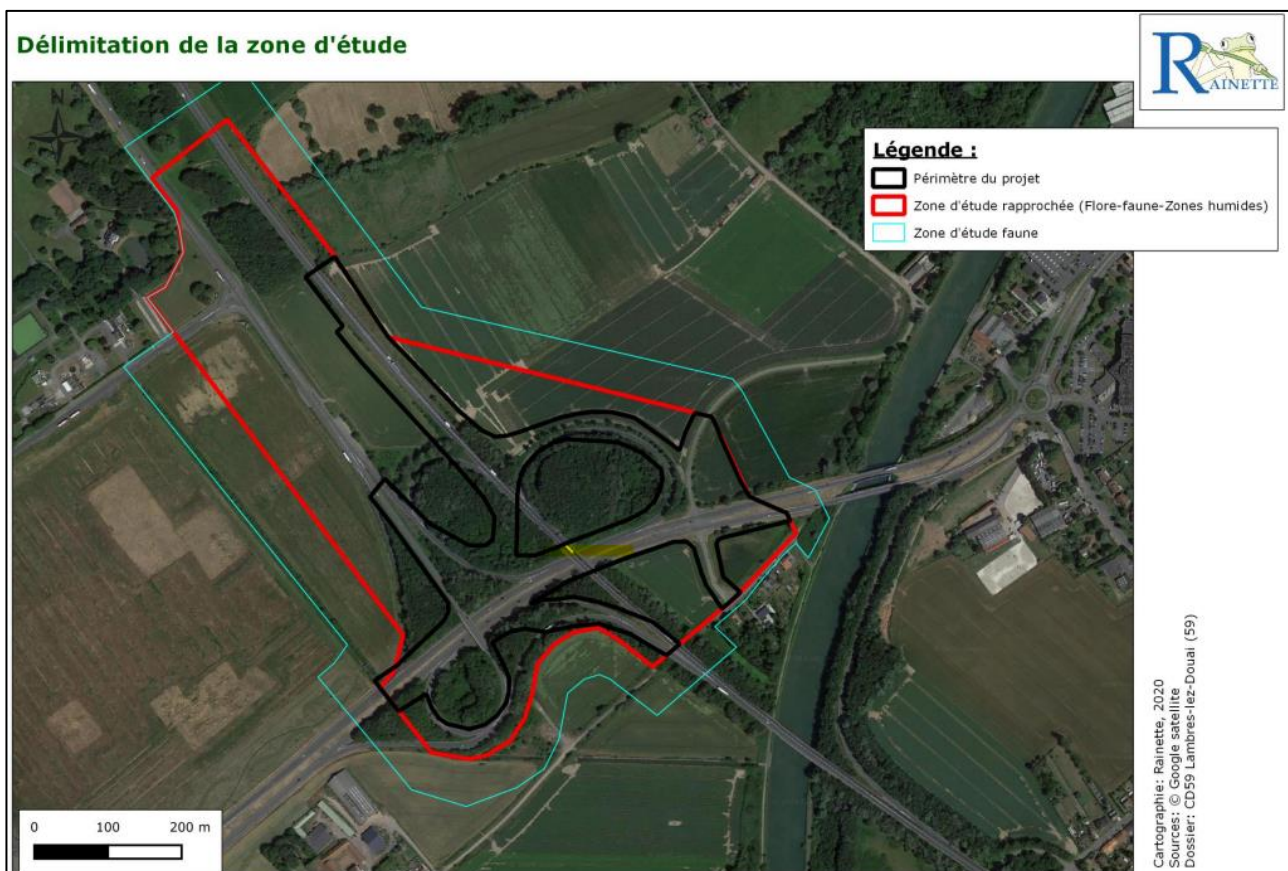 Délimitation de la zone d'étude
RAINETTE
N
Légende :
Périmètre du projet
Zone d'étude rapprochée (Flore-faune-Zones humides)
Zone d'étude faune
0 100 200 m
Cartographie: Rainette, 2020
Sources: © Google satellite
Dossier: CD59 Lambres-lez-Douai (59)